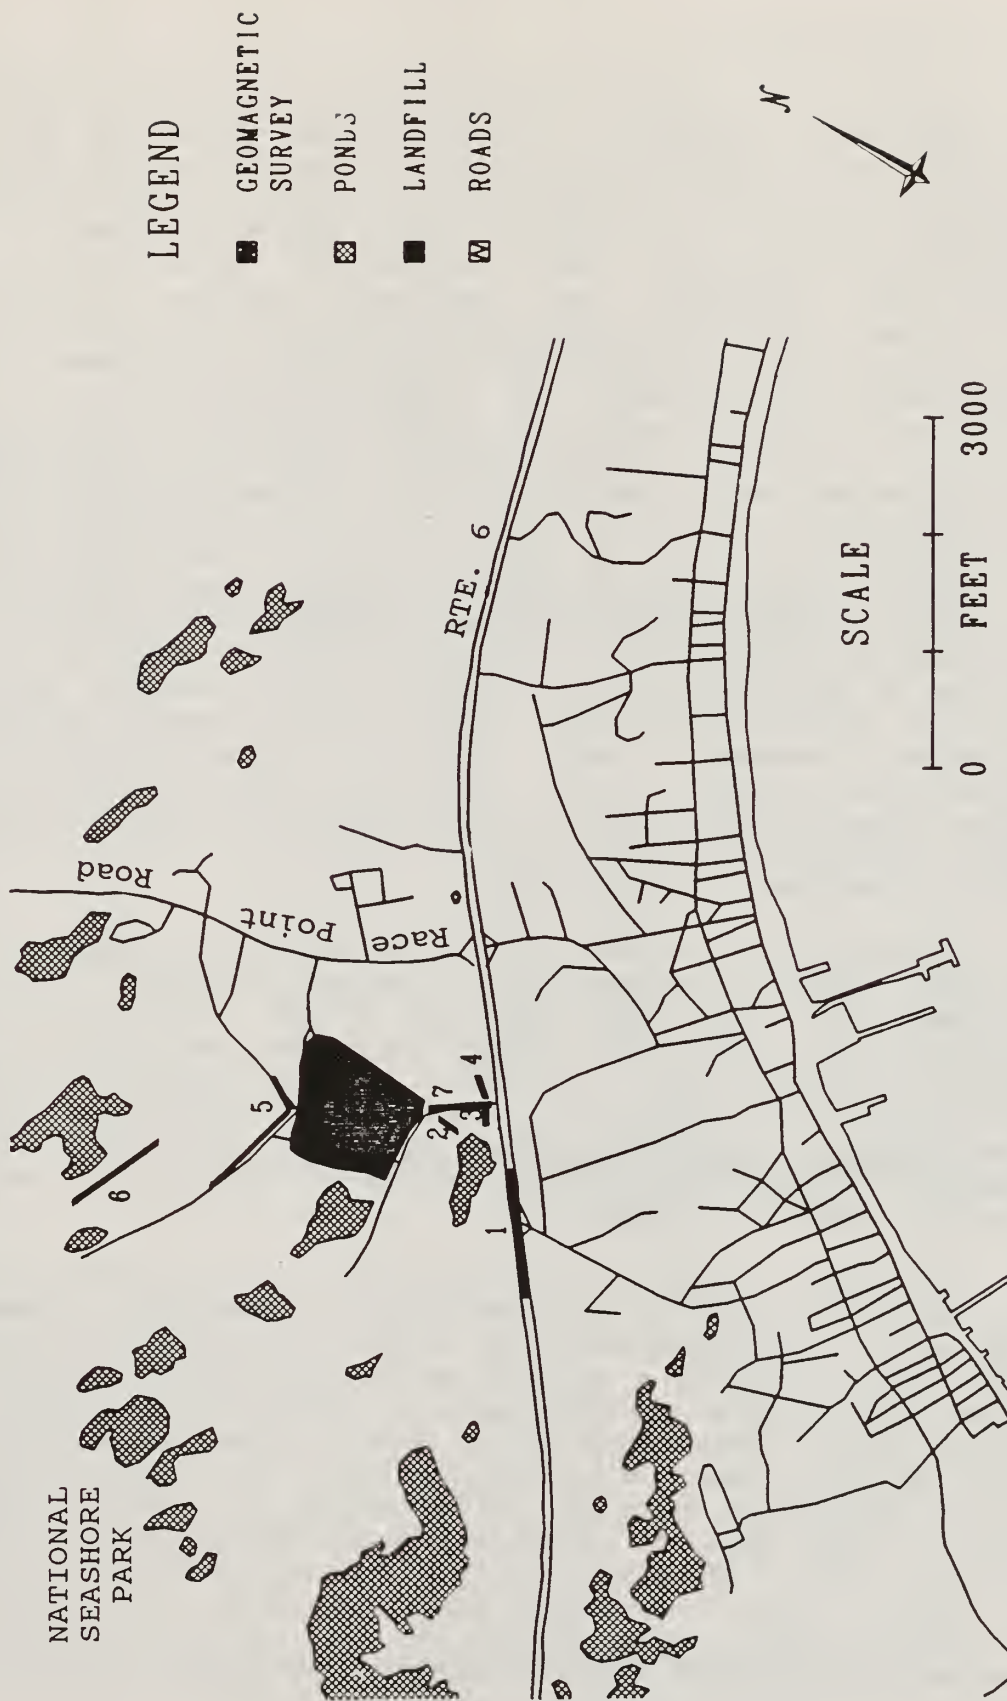 LEGEND
GEOMAGNETIC
SURVEY
PONDS
LANDFILL
ROADS
N
NATIONAL
SEASHORE
PARK
Race Point Road
RTE. 6
6
5
2
7
3
4
1
SCALE
0 FEET 3000